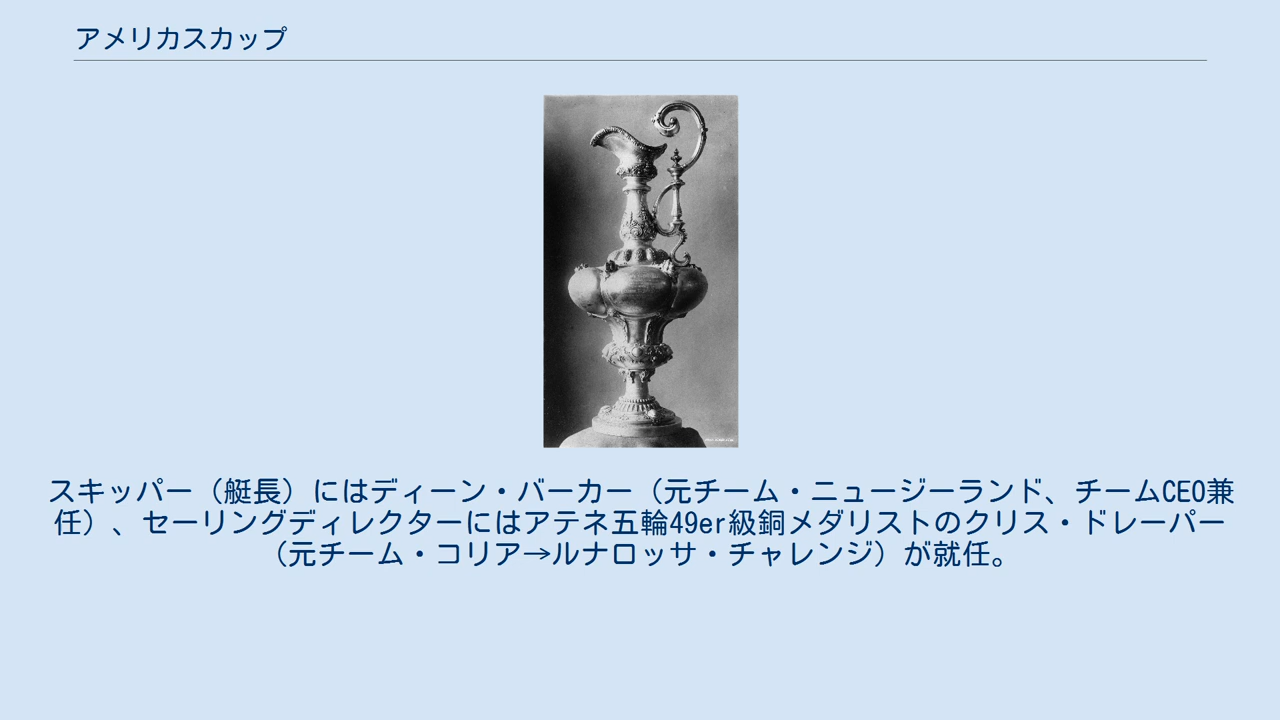 アメリカスカップ
スキッパー（艇長）にはディーン・バーカー（元チーム・ニュージーランド、チームCEO兼
任）、セーリングディレクターにはアテネ五輪49er級銅メダリストのクリス・ドレーパー
（元チーム・コリア→ルナロッサ・チャレンジ）が就任。